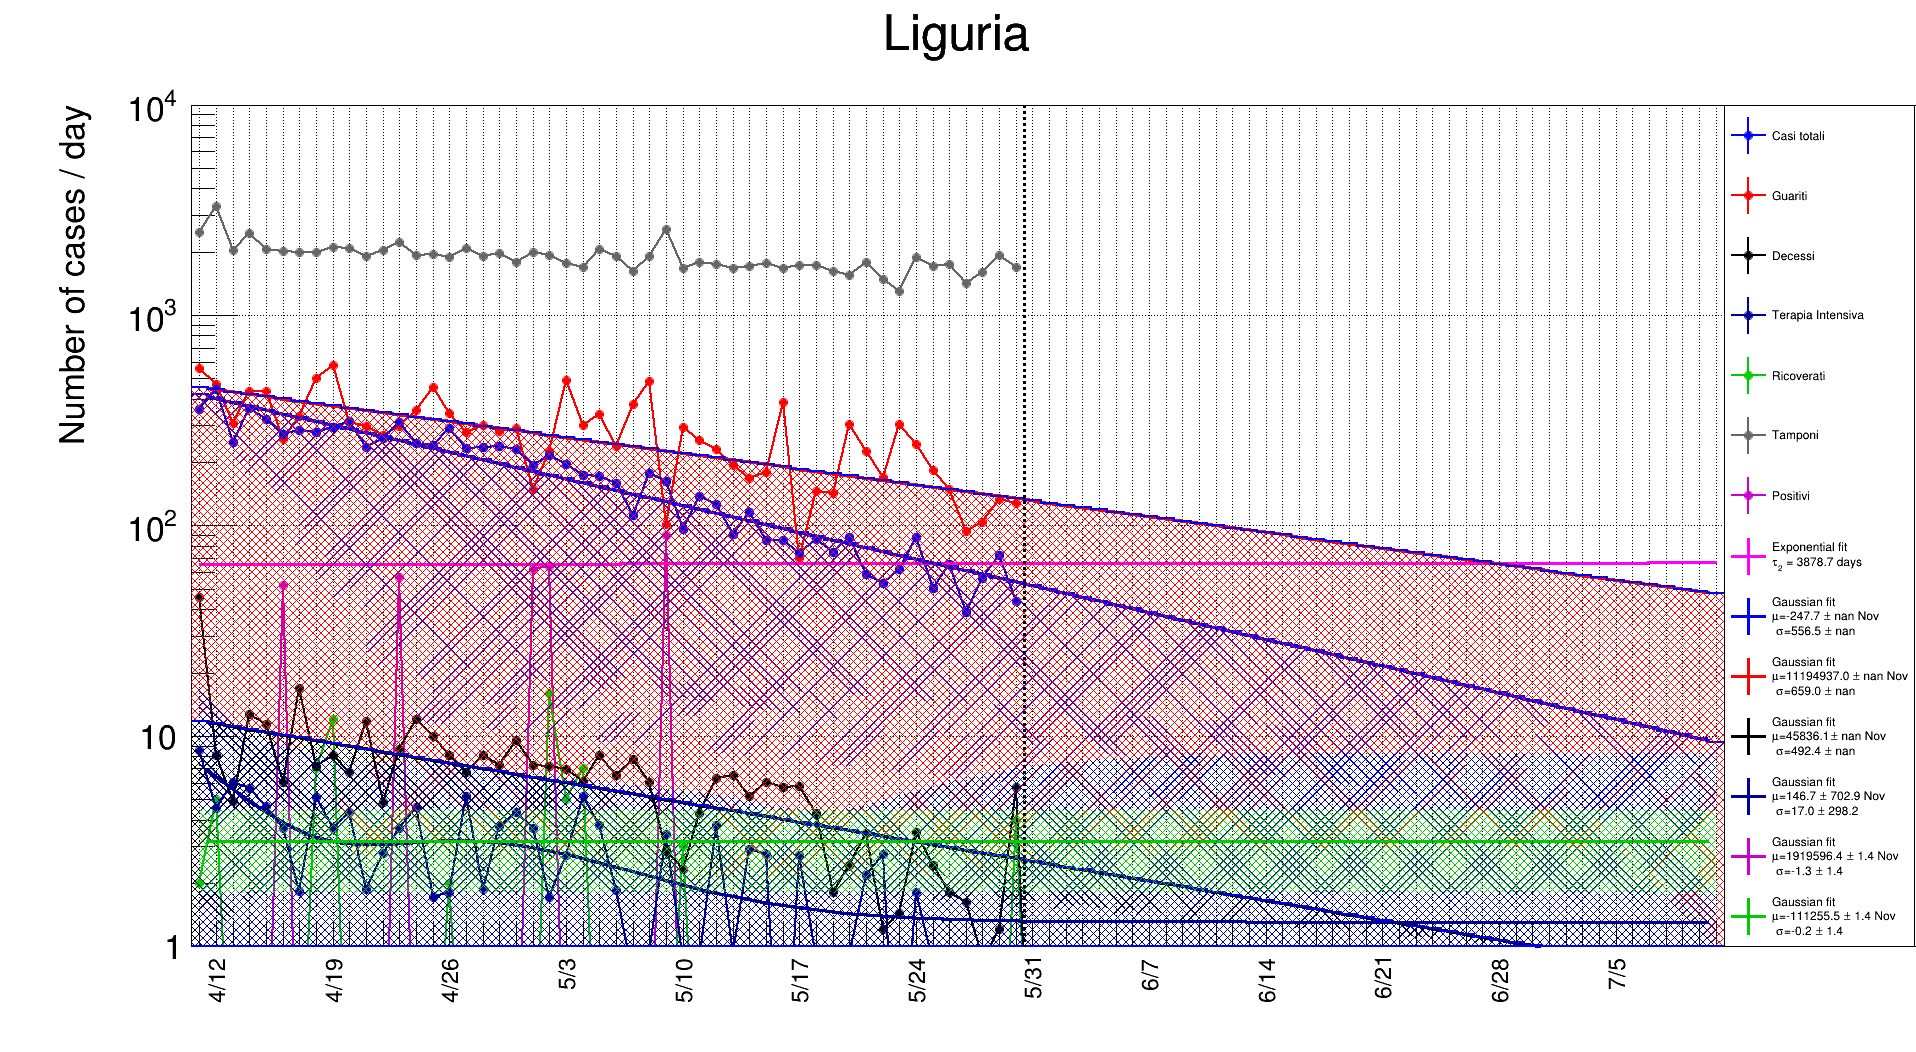 Liguria
Number of cases / day
10^4
10^3
10^2
10
1
4/12
4/19
4/26
5/3
5/10
5/17
5/24
5/31
6/7
6/14
6/21
6/28
7/5
Casi totali
Guariti
Decessi
Terapia Intensiva
Ricoverati
Tamponi
Positivi
Exponential fit
τ₂ = 3878.7 days
Gaussian fit
μ=-247.7 ± nan Nov
σ=556.5 ± nan
Gaussian fit
μ=11194937.0 ± nan Nov
σ=659.0 ± nan
Gaussian fit
μ=45836.1 ± nan Nov
σ=492.4 ± nan
Gaussian fit
μ=146.7 ± 702.9 Nov
σ=17.0 ± 298.2
Gaussian fit
μ=1919596.4 ± 1.4 Nov
σ=-1.3 ± 1.4
Gaussian fit
μ=-111255.5 ± 1.4 Nov
σ=-0.2 ± 1.4